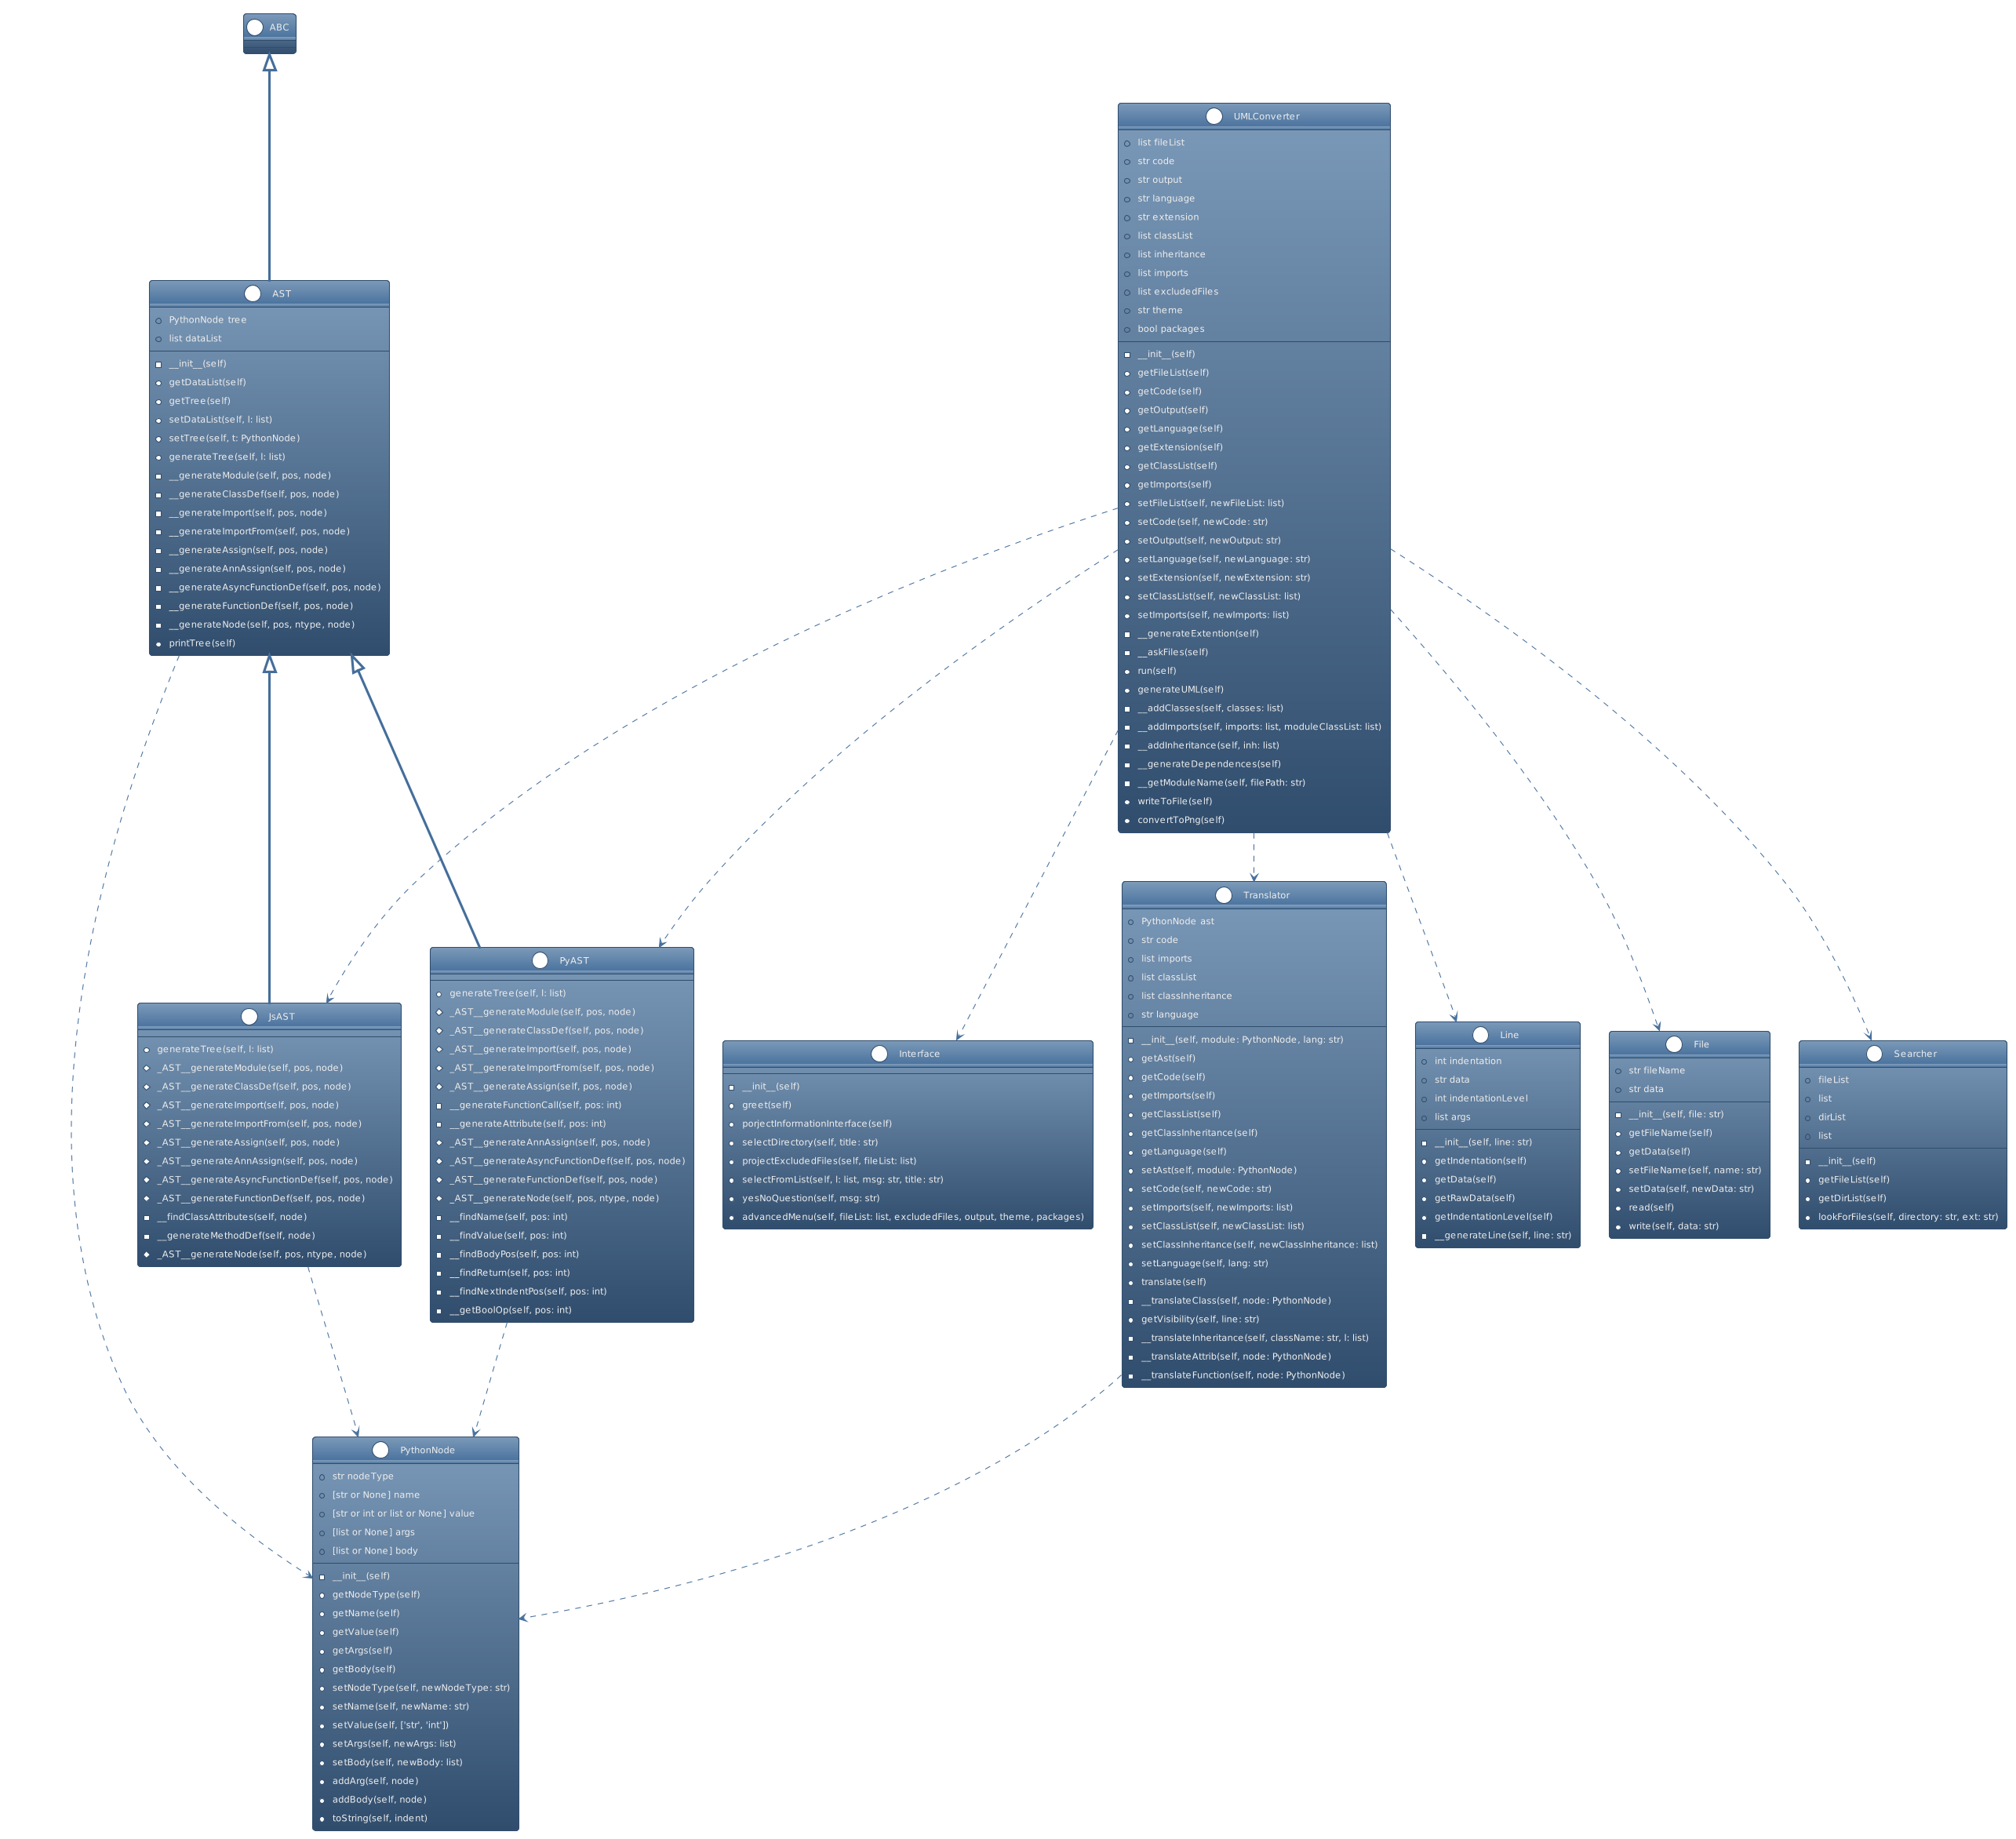 ABC
UMLConverter
list fileList
str code
str output
str language
str extension
list classList
list inheritance
list imports
list excludedFiles
str theme
bool packages
__init__(self)
getFileList(self)
getCode(self)
getOutput(self)
getLanguage(self)
getExtension(self)
getClassList(self)
getImports(self)
setFileList(self, newFileList: list)
setCode(self, newCode: str)
setOutput(self, newOutput: str)
setLanguage(self, newLanguage: str)
setExtension(self, newExtension: str)
setClassList(self, newClassList: list)
setImports(self, newImports: list)
__generateExtention(self)
__askFiles(self)
run(self)
generateUML(self)
__addClasses(self, classes: list)
__addImports(self, imports: list, moduleClassList: list)
__addInheritance(self, inh: list)
__generateDependences(self)
__getModuleName(self, filePath: str)
writeToFile(self)
convertToPng(self)
AST
PythonNode tree
list dataList
__init__(self)
getDataList(self)
getTree(self)
setDataList(self, l: list)
setTree(self, t: PythonNode)
generateTree(self, l: list)
__generateModule(self, pos, node)
__generateClassDef(self, pos, node)
__generateImport(self, pos, node)
__generateImportFrom(self, pos, node)
__generateAssign(self, pos, node)
__generateAnnAssign(self, pos, node)
__generateAsyncFunctionDef(self, pos, node)
__generateFunctionDef(self, pos, node)
__generateNode(self, pos, ntype, node)
printTree(self)
JsAST
generateTree(self, l: list)
_AST__generateModule(self, pos, node)
_AST__generateClassDef(self, pos, node)
_AST__generateImport(self, pos, node)
_AST__generateImportFrom(self, pos, node)
_AST__generateAssign(self, pos, node)
_AST__generateAnnAssign(self, pos, node)
_AST__generateAsyncFunctionDef(self, pos, node)
_AST__generateFunctionDef(self, pos, node)
__findClassAttributes(self, node)
__generateMethodDef(self, node)
_AST__generateNode(self, pos, ntype, node)
PyAST
generateTree(self, l: list)
_AST__generateModule(self, pos, node)
_AST__generateClassDef(self, pos, node)
_AST__generateImport(self, pos, node)
_AST__generateImportFrom(self, pos, node)
_AST__generateAssign(self, pos, node)
__generateFunctionCall(self, pos: int)
__generateAttribute(self, pos: int)
_AST__generateAnnAssign(self, pos, node)
_AST__generateAsyncFunctionDef(self, pos, node)
_AST__generateFunctionDef(self, pos, node)
_AST__generateNode(self, pos, ntype, node)
__findName(self, pos: int)
__findValue(self, pos: int)
__findBodyPos(self, pos: int)
__findReturn(self, pos: int)
__findNextIndentPos(self, pos: int)
__getBoolOp(self, pos: int)
Interface
__init__(self)
greet(self)
porjectInformationInterface(self)
selectDirectory(self, title: str)
projectExcludedFiles(self, fileList: list)
selectFromList(self, l: list, msg: str, title: str)
yesNoQuestion(self, msg: str)
advancedMenu(self, fileList: list, excludedFiles, output, theme, packages)
Translator
PythonNode ast
str code
list imports
list classList
list classInheritance
str language
__init__(self, module: PythonNode, lang: str)
getAst(self)
getCode(self)
getImports(self)
getClassList(self)
getClassInheritance(self)
getLanguage(self)
setAst(self, module: PythonNode)
setCode(self, newCode: str)
setImports(self, newImports: list)
setClassList(self, newClassList: list)
setClassInheritance(self, newClassInheritance: list)
setLanguage(self, lang: str)
translate(self)
__translateClass(self, node: PythonNode)
getVisibility(self, line: str)
__translateInheritance(self, className: str, l: list)
__translateAttrib(self, node: PythonNode)
__translateFunction(self, node: PythonNode)
Line
int indentation
str data
int indentationLevel
list args
__init__(self, line: str)
getIndentation(self)
getData(self)
getRawData(self)
getIndentationLevel(self)
__generateLine(self, line: str)
File
str fileName
str data
__init__(self, file: str)
getFileName(self)
getData(self)
setFileName(self, name: str)
setData(self, newData: str)
read(self)
write(self, data: str)
Searcher
fileList
list
dirList
list
__init__(self)
getFileList(self)
getDirList(self)
lookForFiles(self, directory: str, ext: str)
PythonNode
str nodeType
[str or None] name
[str or int or list or None] value
[list or None] args
[list or None] body
__init__(self)
getNodeType(self)
getName(self)
getValue(self)
getArgs(self)
getBody(self)
setNodeType(self, newNodeType: str)
setName(self, newName: str)
setValue(self, ['str', 'int'])
setArgs(self, newArgs: list)
setBody(self, newBody: list)
addArg(self, node)
addBody(self, node)
toString(self, indent)